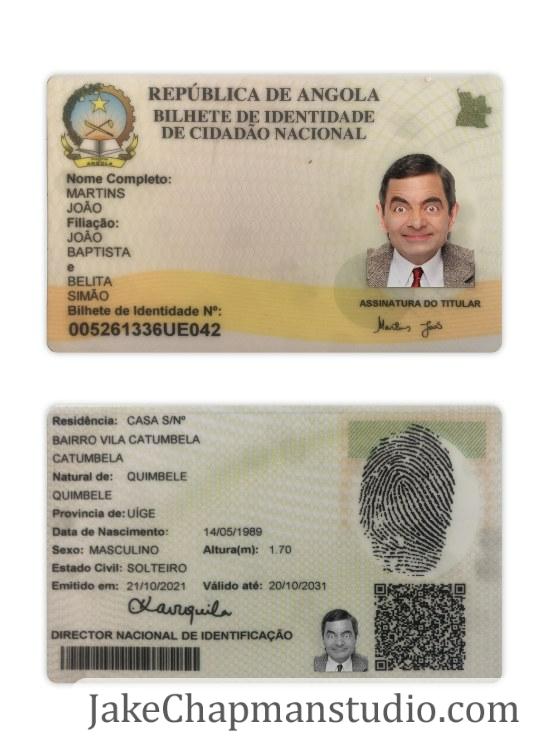 REPÚBLICA DE ANGOLA
BILHETE DE IDENTIDADE
DE CIDADÃO NACIONAL
ANGOLA
Nome Completo:
MARTINS
JOÃO
Filiação:
JOÃO
BAPTISTA
e
BELITA
SIMÃO
Bilhete de Identidade Nº:
005261336UE042
ASSINATURA DO TITULAR
Martins João
Residência: CASA S/Nº
BAIRRO VILA CATUMBELA
CATUMBELA
Natural de: QUIMBELE
QUIMBELE
Provincia de: UÍGE
Data de Nascimento: 14/05/1989
Sexo: MASCULINO Altura(m): 1.70
Estado Civil: SOLTEIRO
Emitido em: 21/10/2021 Válido até: 20/10/2031
DIRECTOR NACIONAL DE IDENTIFICAÇÃO
JakeChapmanstudio.com